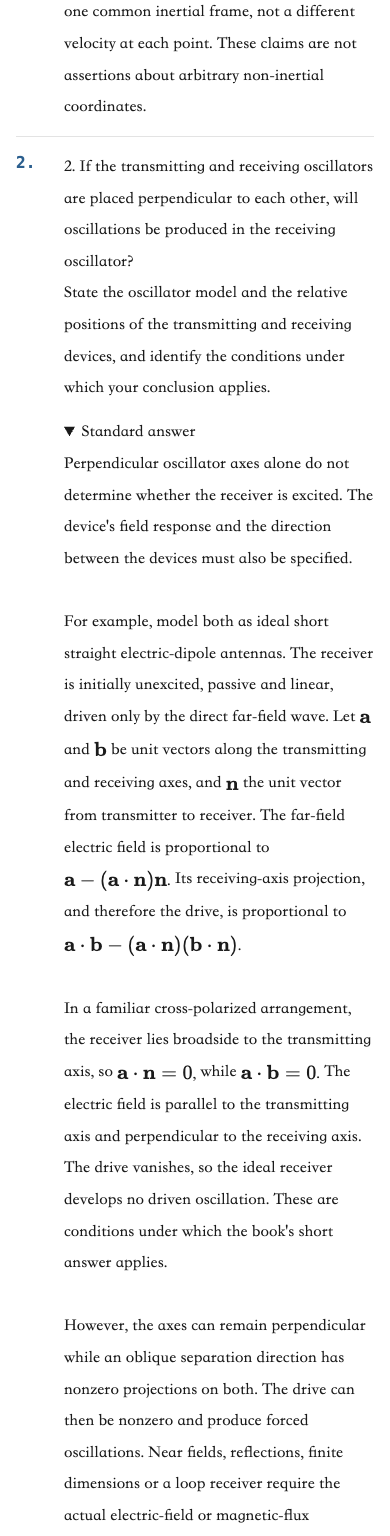 one common inertial frame, not a different
velocity at each point. These claims are not
assertions about arbitrary non-inertial
coordinates.
2. 2. If the transmitting and receiving oscillators
are placed perpendicular to each other, will
oscillations be produced in the receiving
oscillator?
State the oscillator model and the relative
positions of the transmitting and receiving
devices, and identify the conditions under
which your conclusion applies.
▼ Standard answer
Perpendicular oscillator axes alone do not
determine whether the receiver is excited. The
device's field response and the direction
between the devices must also be specified.
For example, model both as ideal short
straight electric-dipole antennas. The receiver
is initially unexcited, passive and linear,
driven only by the direct far-field wave. Let a
and b be unit vectors along the transmitting
and receiving axes, and n the unit vector
from transmitter to receiver. The far-field
electric field is proportional to
a − (a · n)n. Its receiving-axis projection,
and therefore the drive, is proportional to
a · b − (a · n)(b · n).
In a familiar cross-polarized arrangement,
the receiver lies broadside to the transmitting
axis, so a · n = 0, while a · b = 0. The
electric field is parallel to the transmitting
axis and perpendicular to the receiving axis.
The drive vanishes, so the ideal receiver
develops no driven oscillation. These are
conditions under which the book's short
answer applies.
However, the axes can remain perpendicular
while an oblique separation direction has
nonzero projections on both. The drive can
then be nonzero and produce forced
oscillations. Near fields, reflections, finite
dimensions or a loop receiver require the
actual electric-field or magnetic-flux